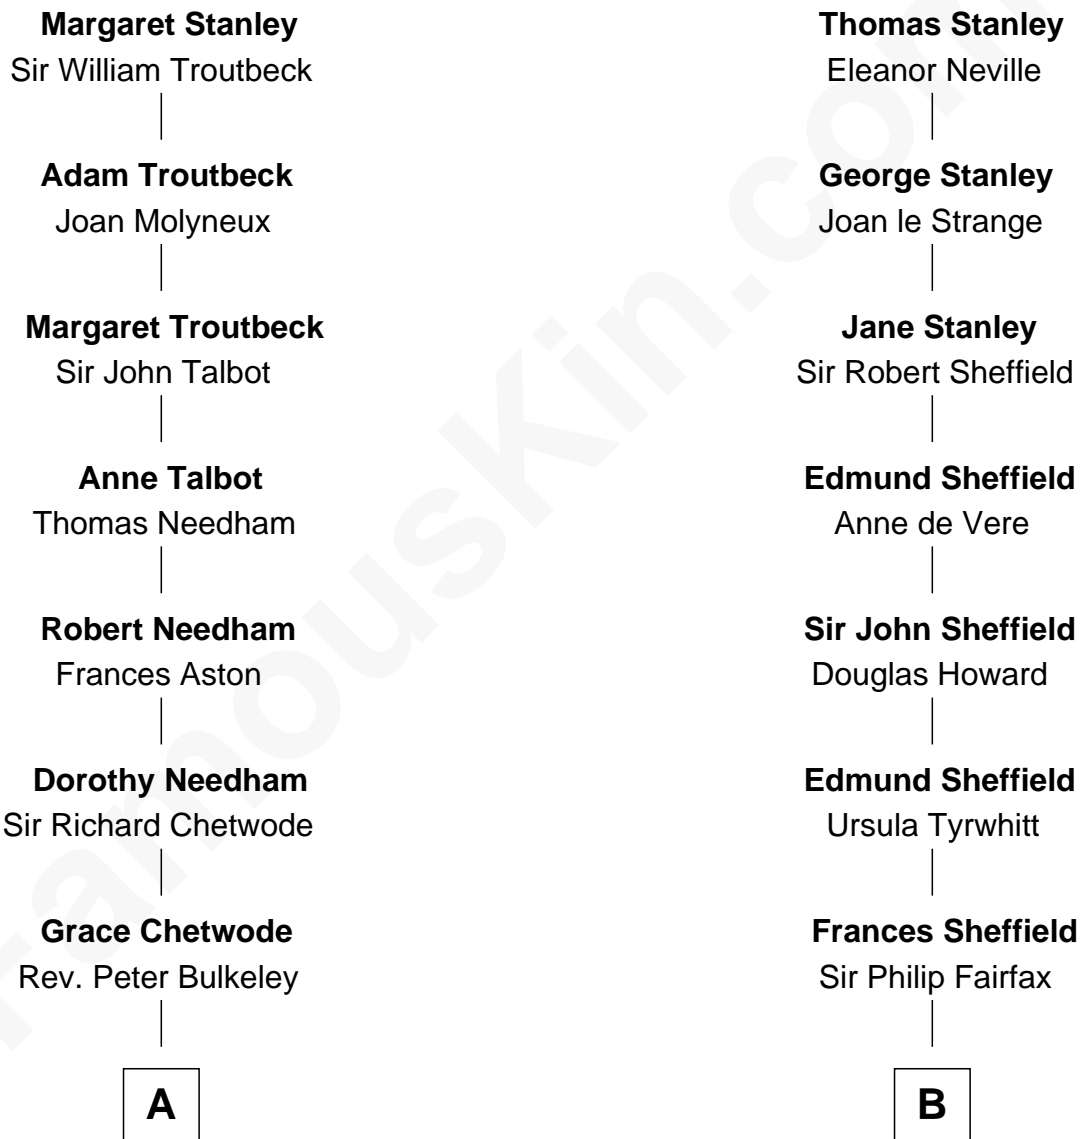 Margaret Stanley
Sir William Troutbeck
Adam Troutbeck
Joan Molyneux
Margaret Troutbeck
Sir John Talbot
Anne Talbot
Thomas Needham
Robert Needham
Frances Aston
Dorothy Needham
Sir Richard Chetwode
Grace Chetwode
Rev. Peter Bulkeley
A
Thomas Stanley
Eleanor Neville
George Stanley
Joan le Strange
Jane Stanley
Sir Robert Sheffield
Edmund Sheffield
Anne de Vere
Sir John Sheffield
Douglas Howard
Edmund Sheffield
Ursula Tyrwhitt
Frances Sheffield
Sir Philip Fairfax
B
FamousKin.com